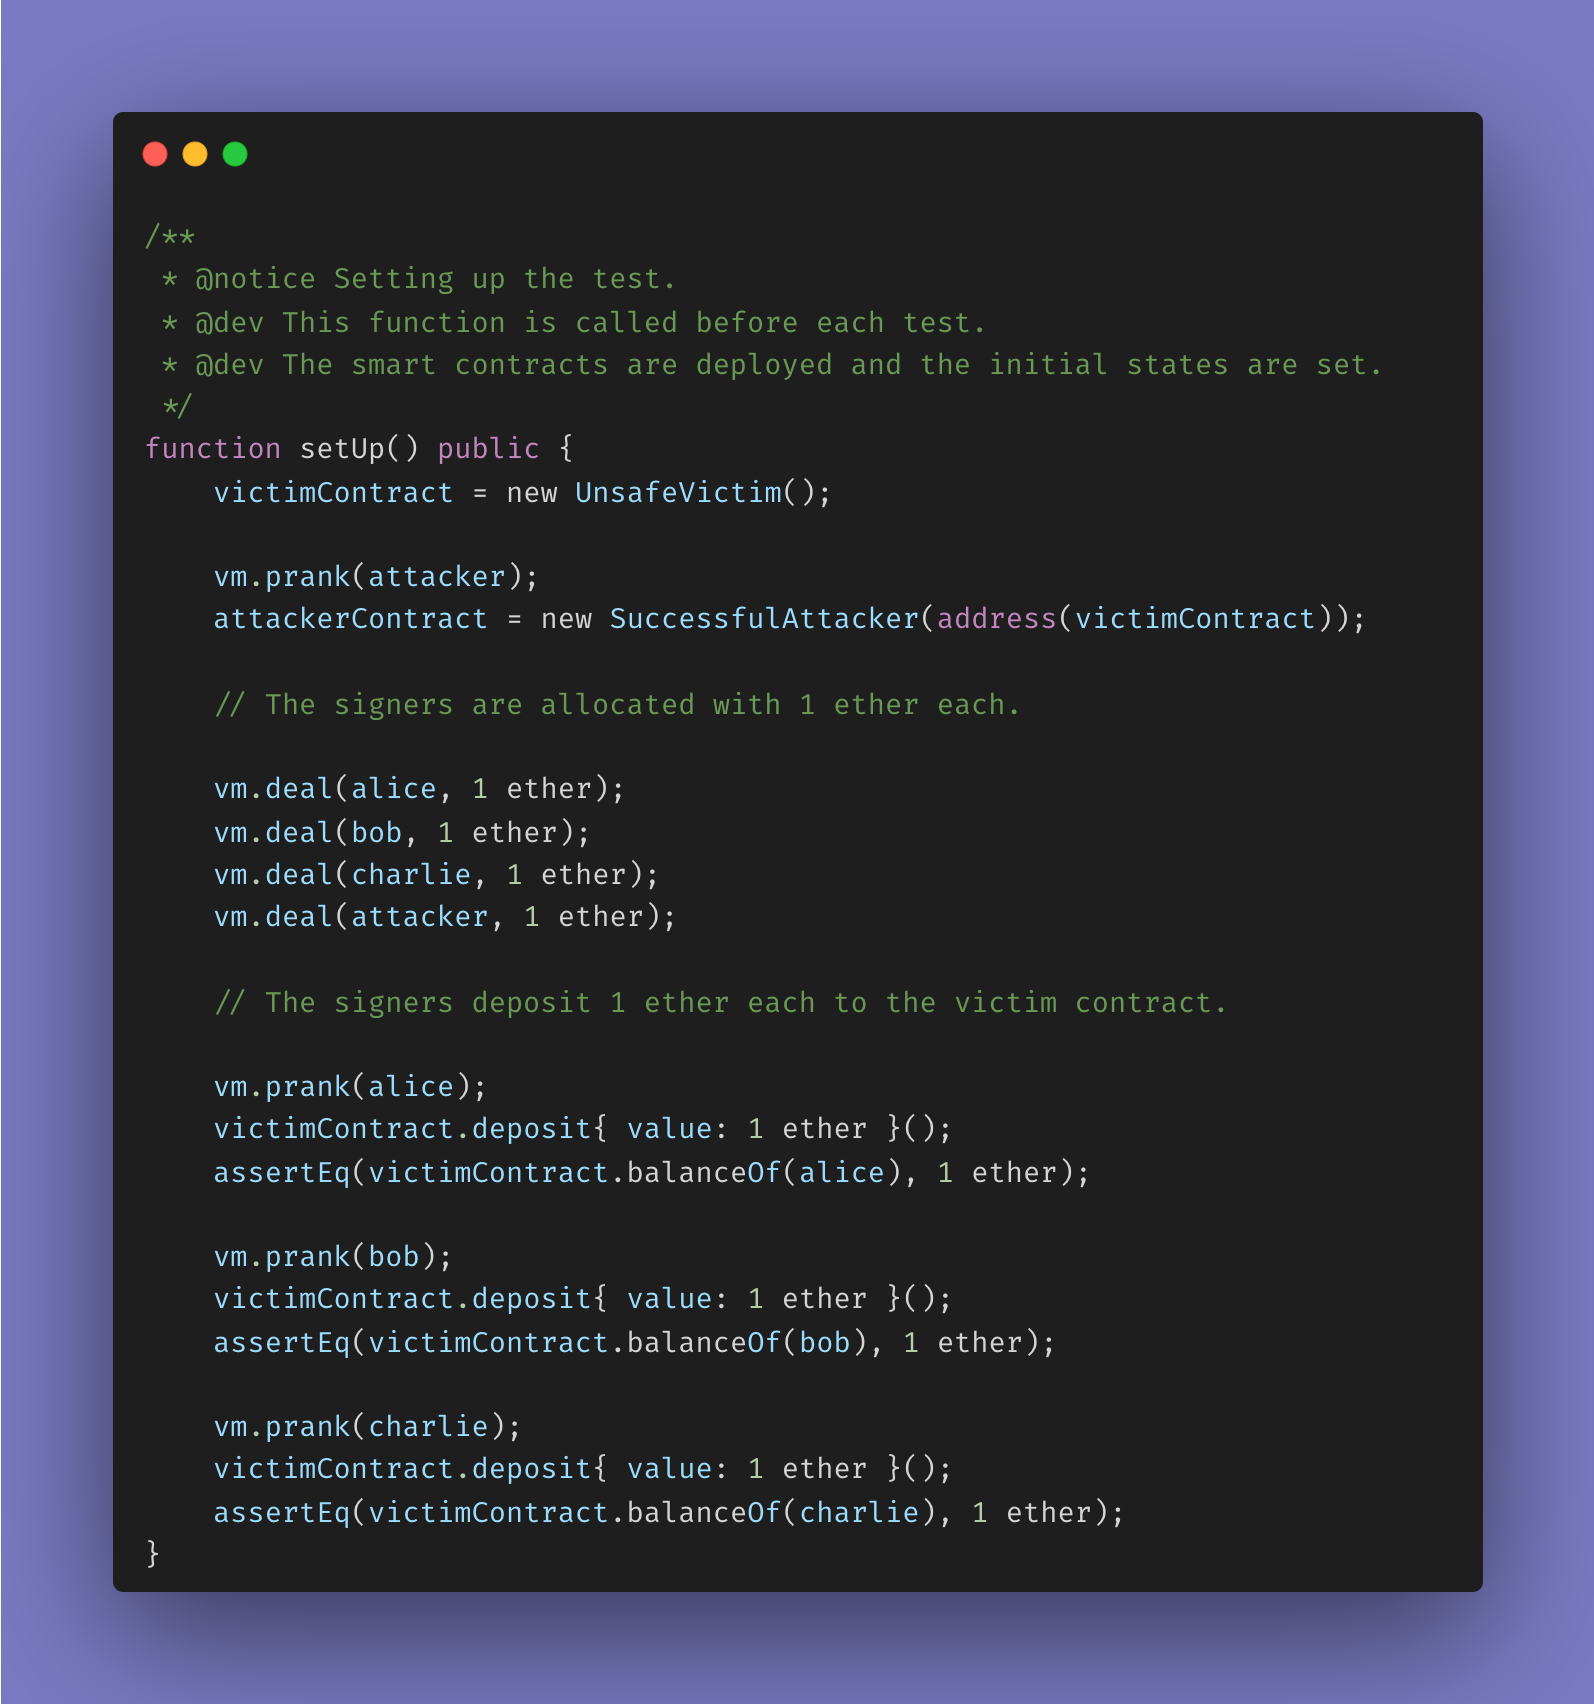 /**
 * @notice Setting up the test.
 * @dev This function is called before each test.
 * @dev The smart contracts are deployed and the initial states are set.
 */
function setUp() public {
    victimContract = new UnsafeVictim();

    vm.prank(attacker);
    attackerContract = new SuccessfulAttacker(address(victimContract));

    // The signers are allocated with 1 ether each.

    vm.deal(alice, 1 ether);
    vm.deal(bob, 1 ether);
    vm.deal(charlie, 1 ether);
    vm.deal(attacker, 1 ether);

    // The signers deposit 1 ether each to the victim contract.

    vm.prank(alice);
    victimContract.deposit{ value: 1 ether }();
    assertEq(victimContract.balanceOf(alice), 1 ether);

    vm.prank(bob);
    victimContract.deposit{ value: 1 ether }();
    assertEq(victimContract.balanceOf(bob), 1 ether);

    vm.prank(charlie);
    victimContract.deposit{ value: 1 ether }();
    assertEq(victimContract.balanceOf(charlie), 1 ether);
}